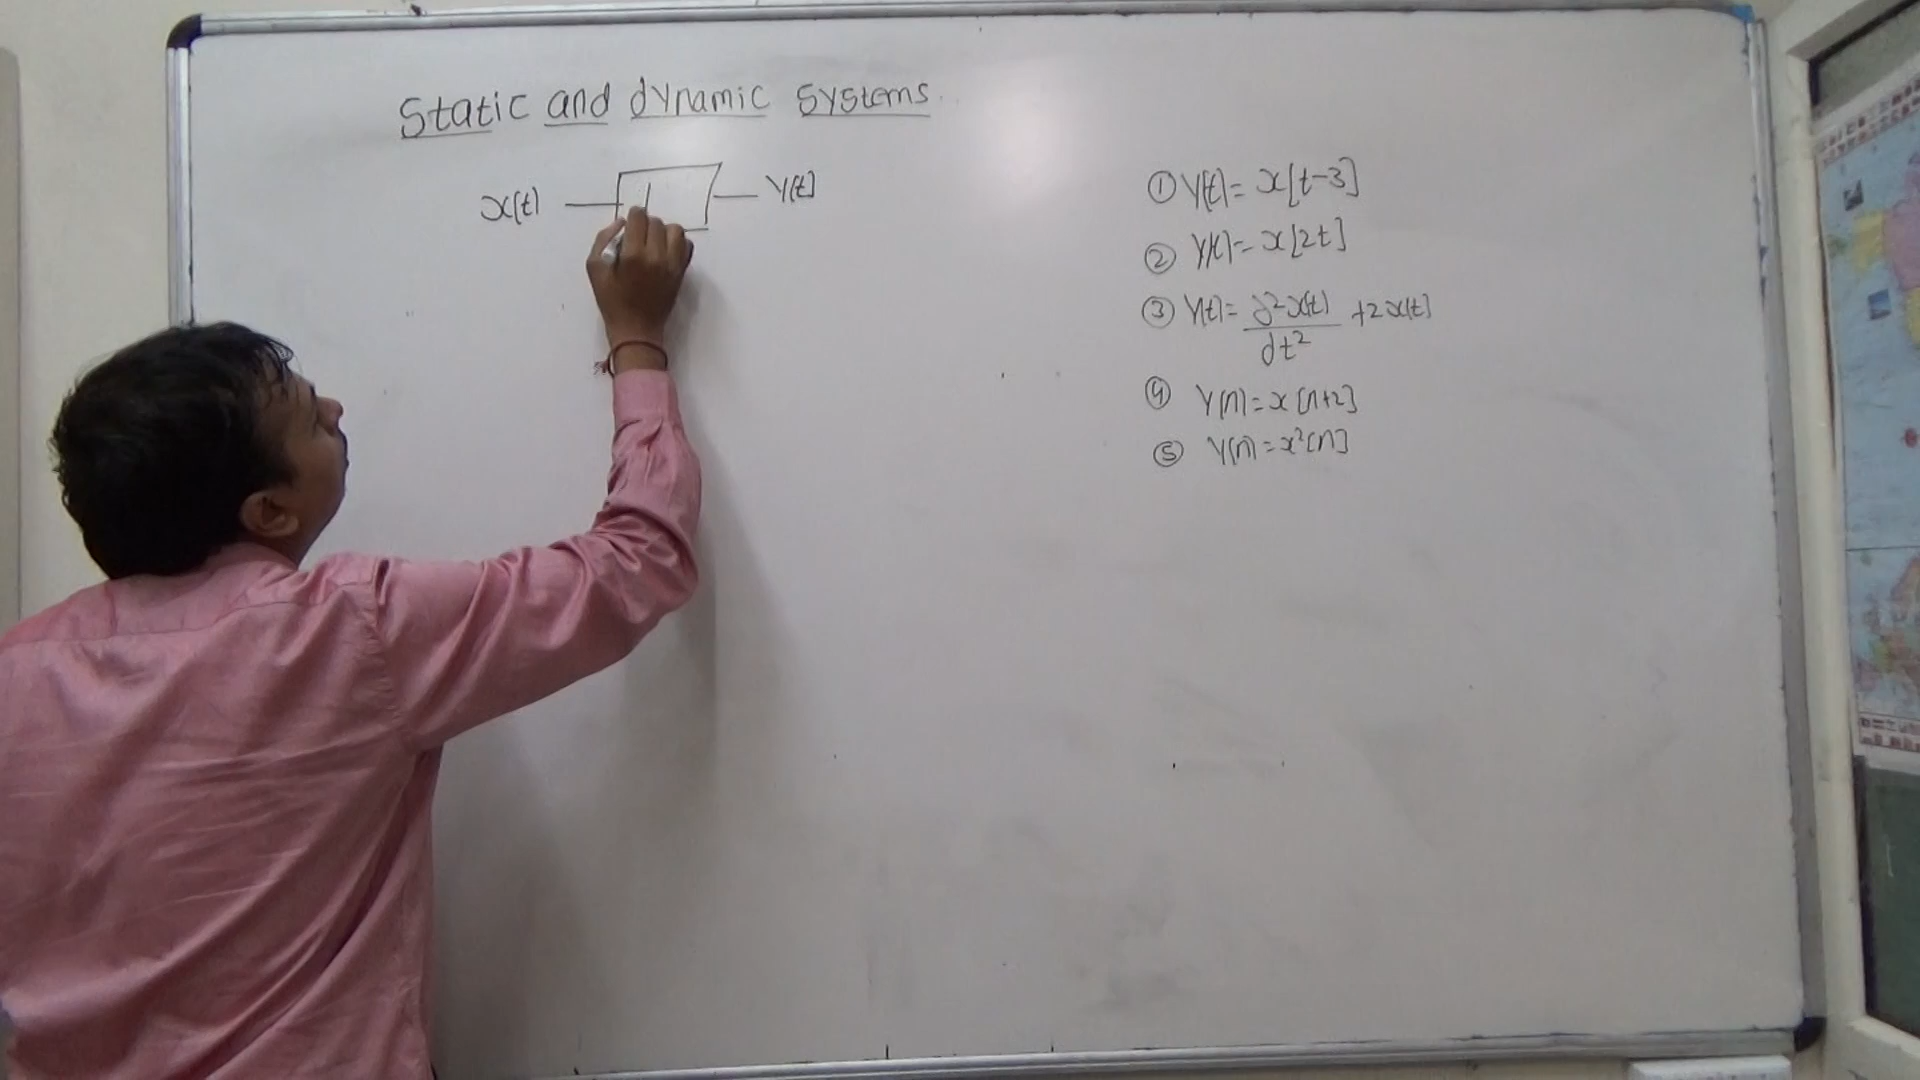 Static and dynamic systems
x(t) Y(t)
① Y(t) = x[t-3]
② Y(t) = x[2t]
③ Y(t) = d²x(t)/dt² + 2x(t)
④ Y(n) = x[n+2]
⑤ Y(n) = x²[n]